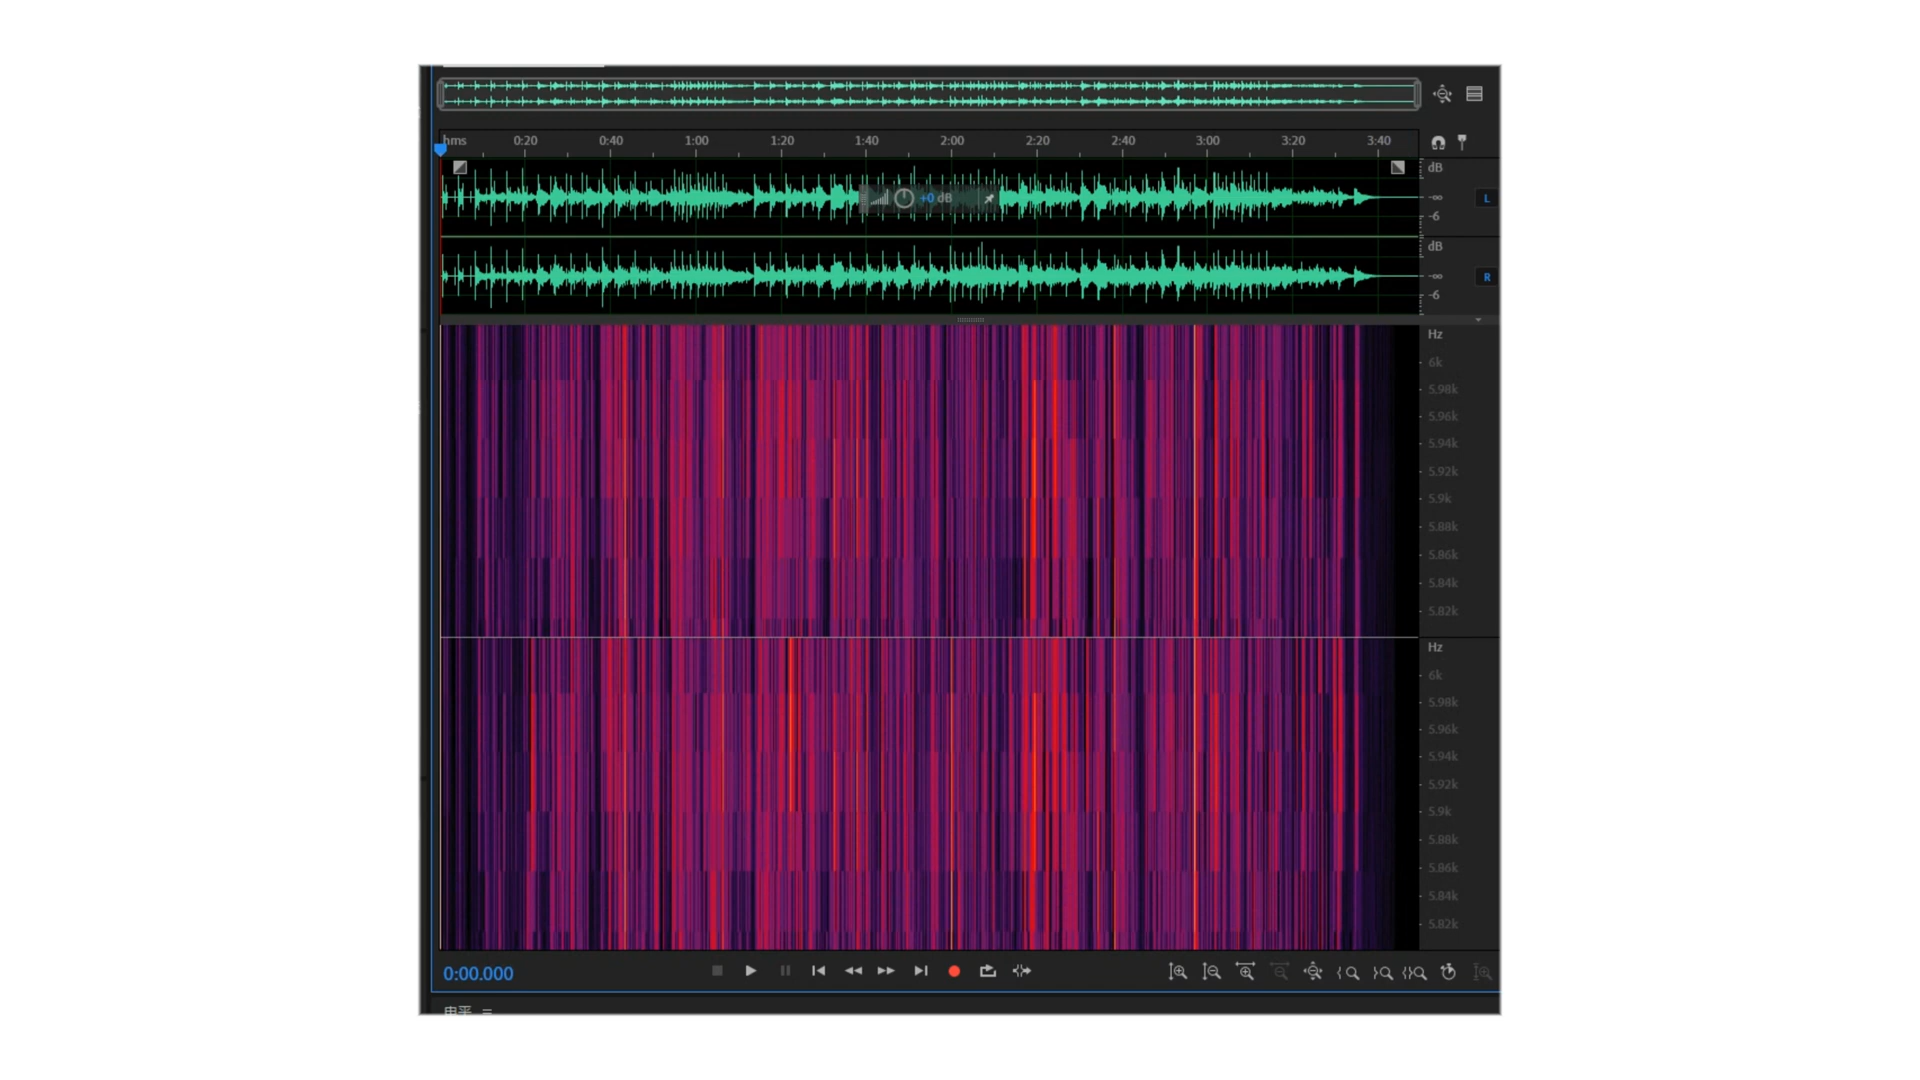 hms 0:20 0:40 1:00 1:20 1:40 2:00 2:20 2:40 3:00 3:20 3:40
dB
+0 dB
-∞ L
-6
dB
-∞ R
-6
Hz
6k
5.98k
5.96k
5.94k
5.92k
5.9k
5.88k
5.86k
5.84k
5.82k
Hz
6k
5.98k
5.96k
5.94k
5.92k
5.9k
5.88k
5.86k
5.84k
5.82k
0:00.000
电平